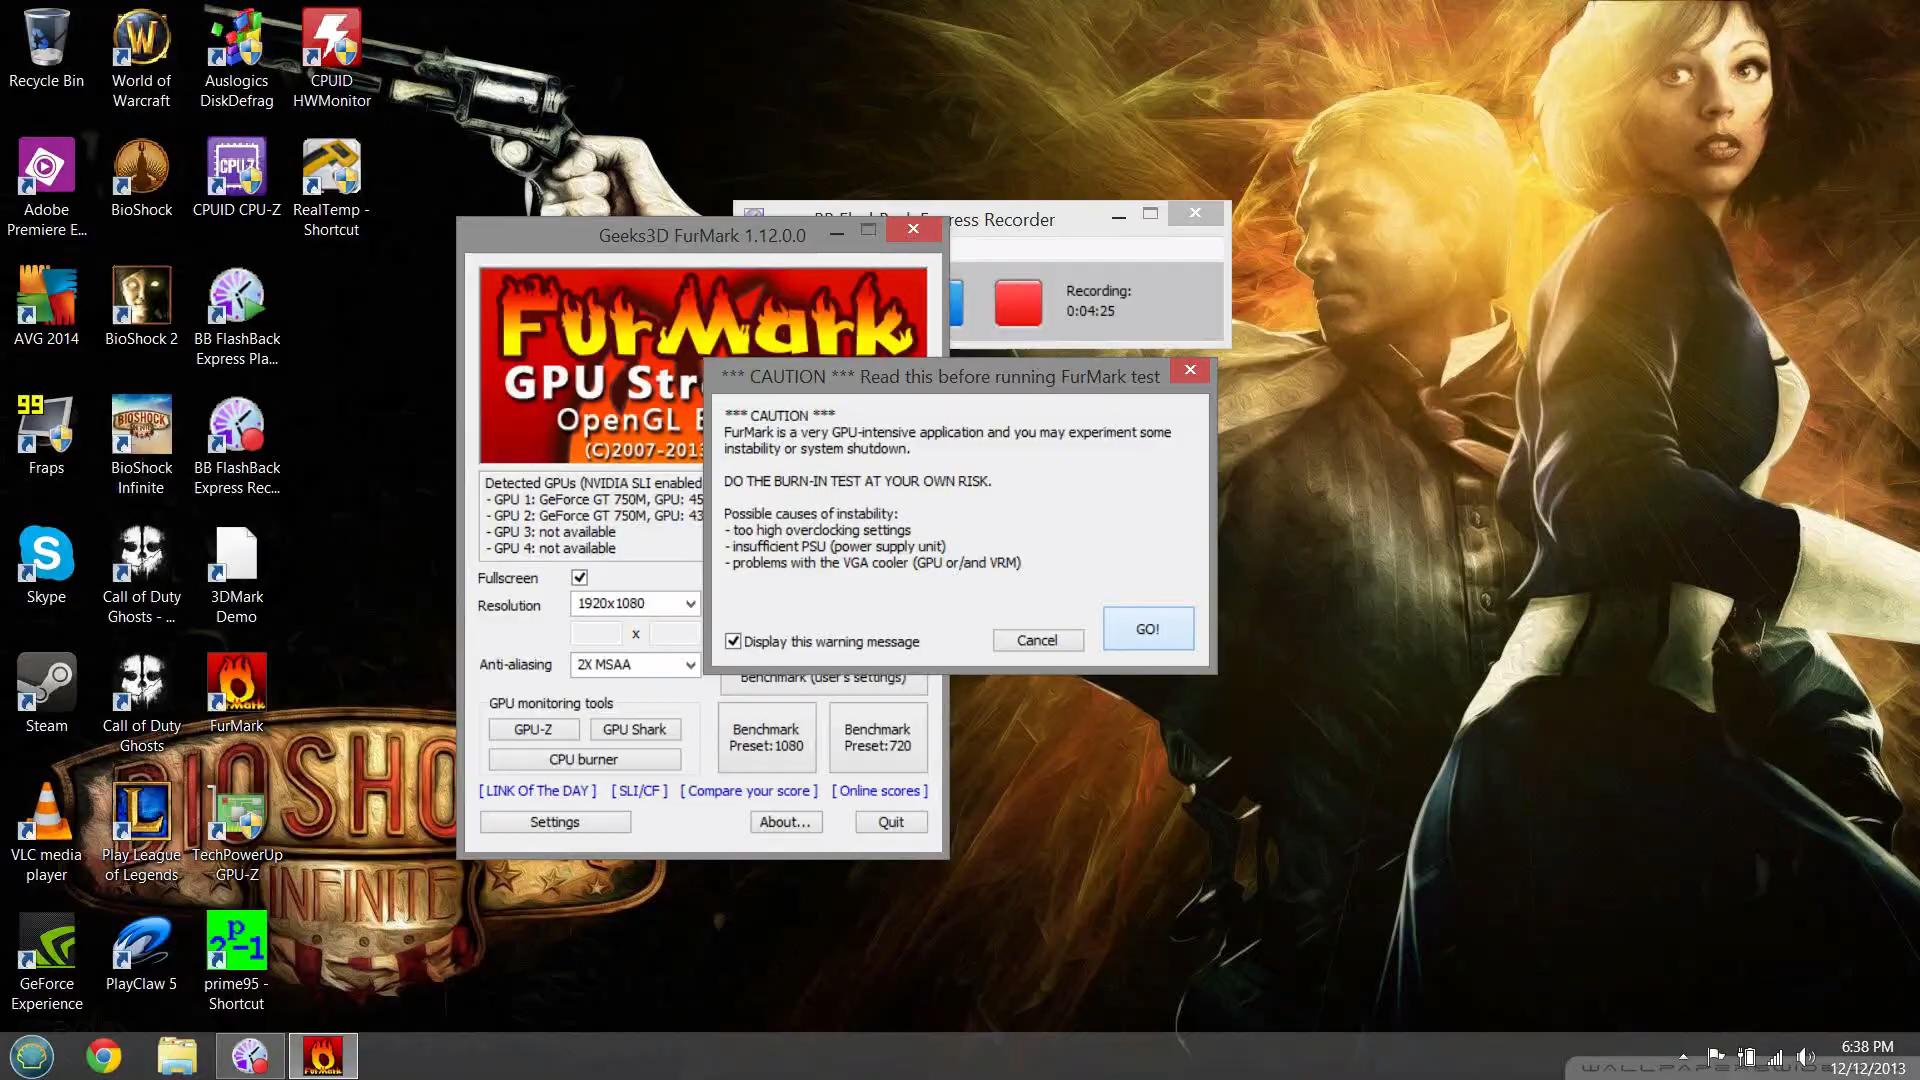 Recycle Bin
World of
Warcraft
Auslogics
DiskDefrag
CPUID
HWMonitor
Adobe
Premiere E...
BioShock
CPUID CPU-Z
RealTemp -
Shortcut
AVG 2014
BioShock 2
BB FlashBack
Express Pla...
99
Fraps
BIOSHOCK
BioShock
Infinite
BB FlashBack
Express Rec...
Skype
Call of Duty
Ghosts - ...
3DMark
Demo
Steam
Call of Duty
Ghosts
FurMark
VLC media
player
Play League
of Legends
TechPowerUp
GPU-Z
GeForce
Experience
PlayClaw 5
prime95 -
Shortcut
ress Recorder
Recording:
0:04:25
Geeks3D FurMark 1.12.0.0
FurMark
GPU Str
OpenGL
(C)2007-201
Detected GPUs (NVIDIA SLI enabled
- GPU 1: GeForce GT 750M, GPU: 45
- GPU 2: GeForce GT 750M, GPU: 43
- GPU 3: not available
- GPU 4: not available
Fullscreen
Resolution
1920x1080
x
Anti-aliasing
2X MSAA
GPU monitoring tools
GPU-Z
GPU Shark
CPU burner
Benchmark (user's settings)
Benchmark
Preset:1080
Benchmark
Preset:720
[ LINK Of The DAY ] [ SLI/CF ] [ Compare your score ] [ Online scores ]
Settings
About...
Quit
*** CAUTION *** Read this before running FurMark test
*** CAUTION ***
FurMark is a very GPU-intensive application and you may experiment some
instability or system shutdown.
DO THE BURN-IN TEST AT YOUR OWN RISK.
Possible causes of instability:
- too high overclocking settings
- insufficient PSU (power supply unit)
- problems with the VGA cooler (GPU or/and VRM)
Display this warning message
Cancel
GO!
BIOSHO
INFINITE
6:38 PM
12/12/2013